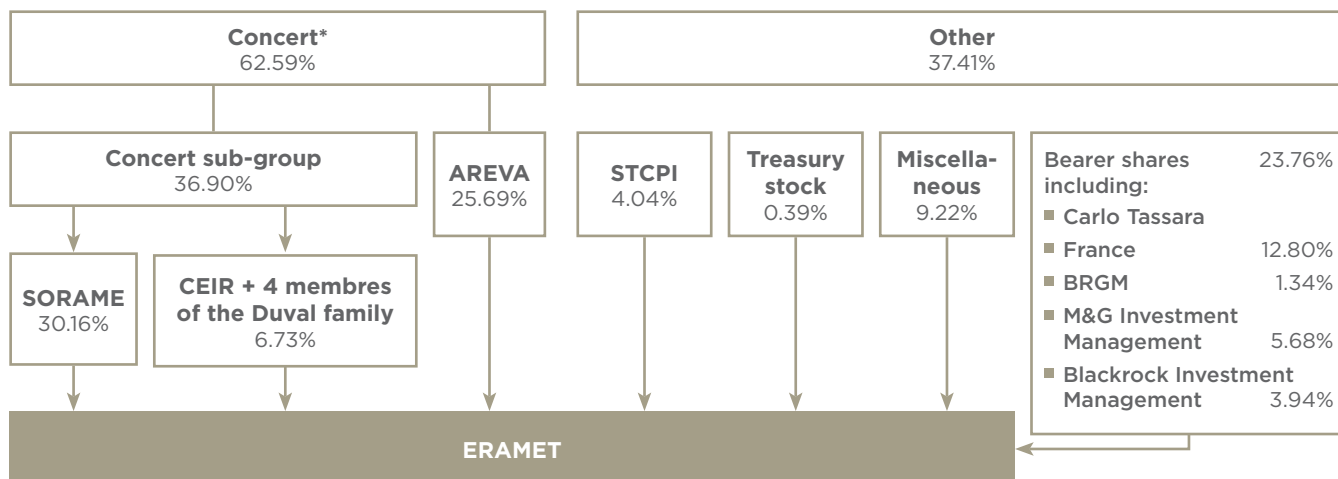 Concert*
62.59%
Other
37.41%
Concert sub-group
36.90%
AREVA
25.69%
STCPI
4.04%
Treasury
stock
0.39%
Miscella-
neous
9.22%
Bearer shares 23.76%
including:
■ Carlo Tassara
■ France 12.80%
■ BRGM 1.34%
■ M&G Investment
Management 5.68%
■ Blackrock Investment
Management 3.94%
SORAME
30.16%
CEIR + 4 membres
of the Duval family
6.73%
ERAMET